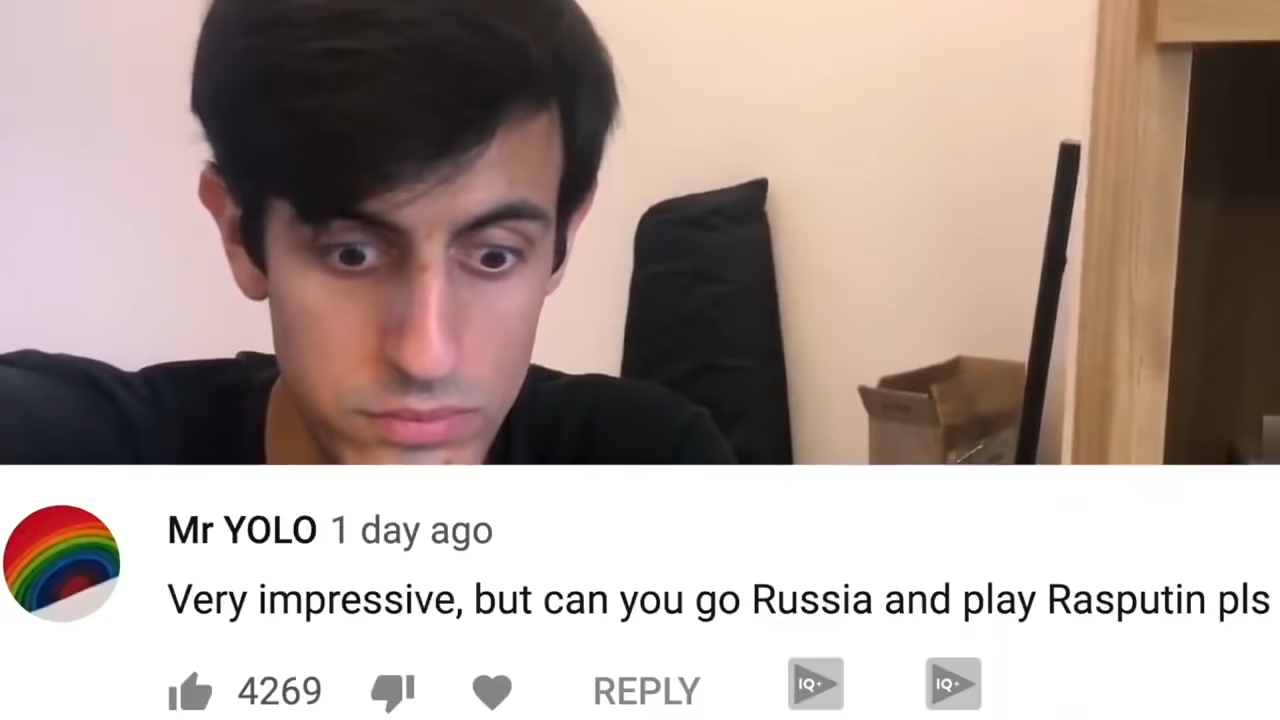 Mr YOLO 1 day ago
Very impressive, but can you go Russia and play Rasputin pls
4269 REPLY IQ+ IQ+